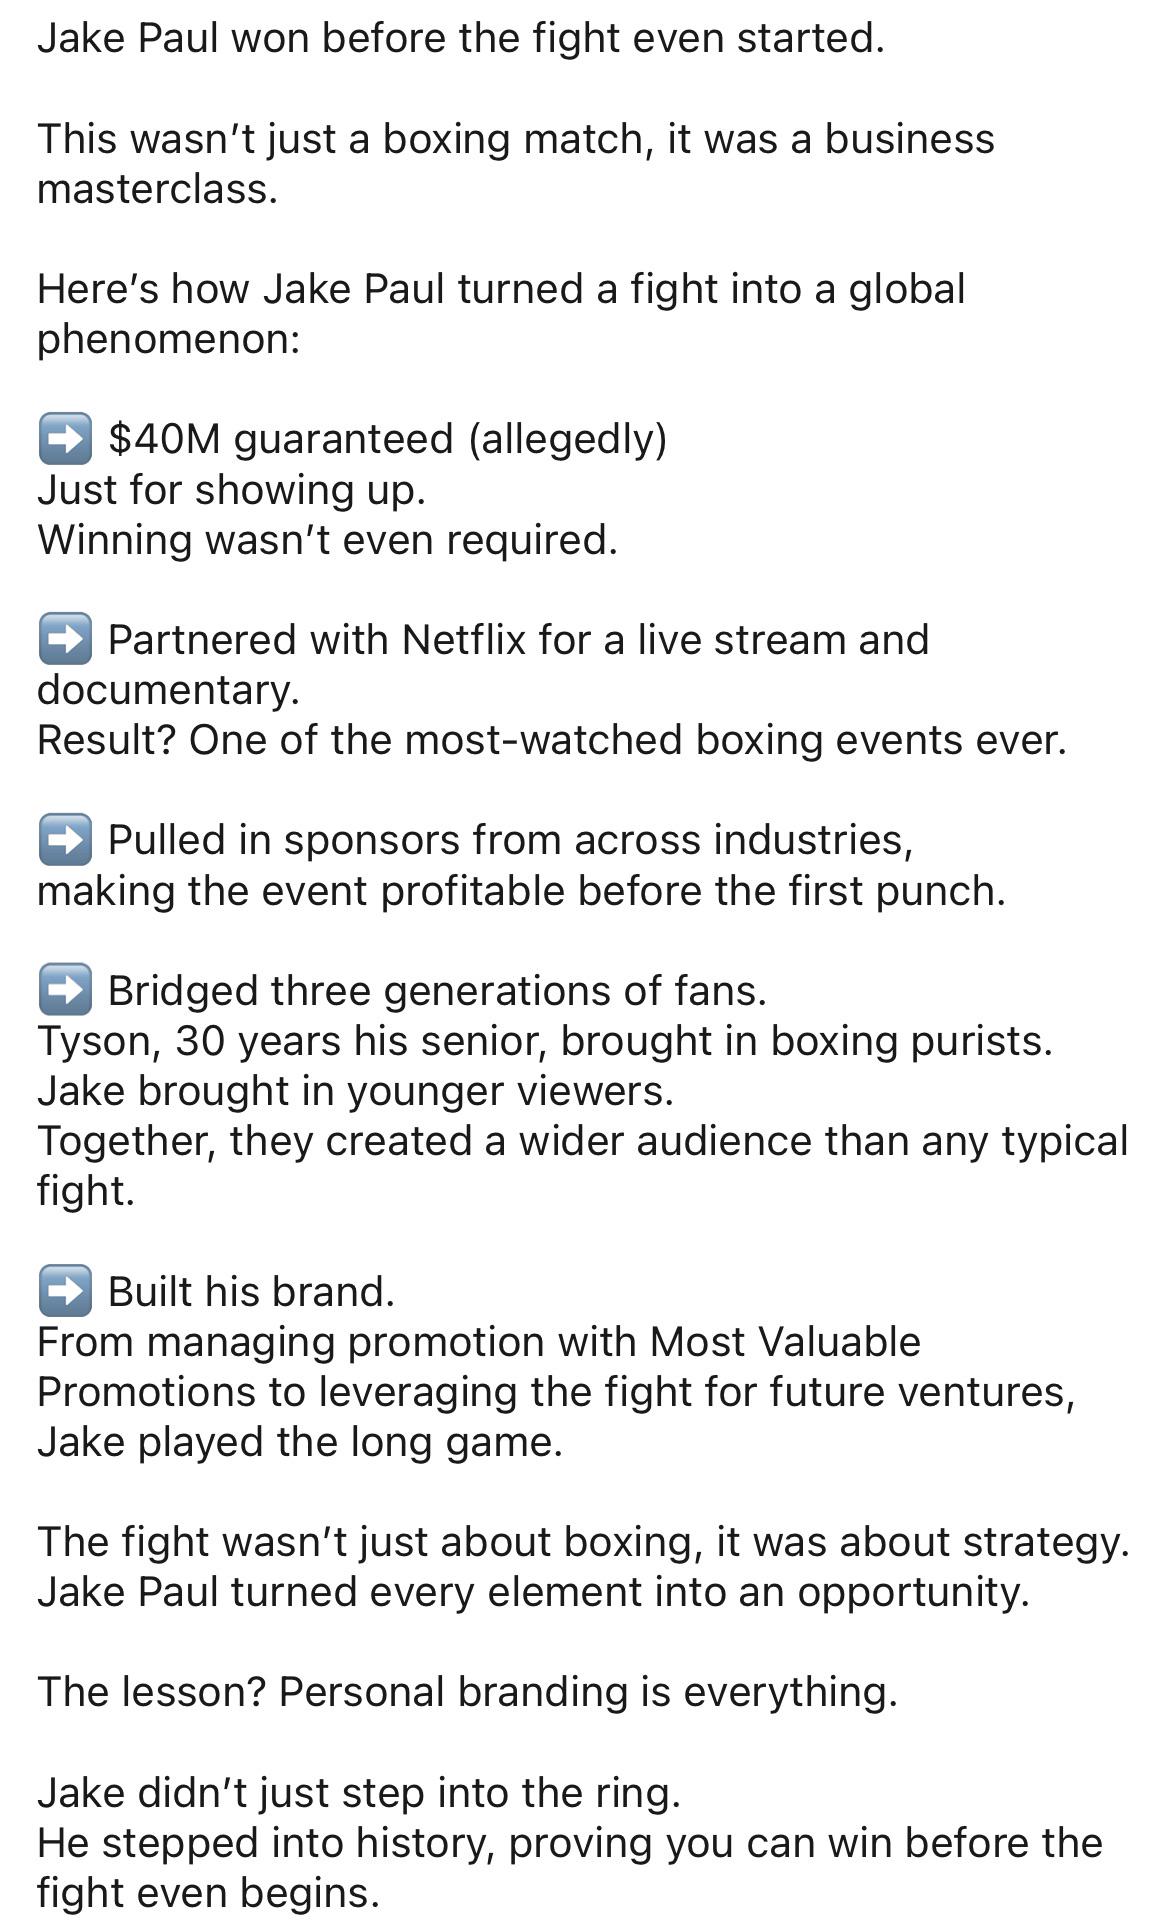 Jake Paul won before the fight even started.
This wasn’t just a boxing match, it was a business
masterclass.
Here’s how Jake Paul turned a fight into a global
phenomenon:
➡️ $40M guaranteed (allegedly)
Just for showing up.
Winning wasn’t even required.
➡️ Partnered with Netflix for a live stream and
documentary.
Result? One of the most-watched boxing events ever.
➡️ Pulled in sponsors from across industries,
making the event profitable before the first punch.
➡️ Bridged three generations of fans.
Tyson, 30 years his senior, brought in boxing purists.
Jake brought in younger viewers.
Together, they created a wider audience than any typical
fight.
➡️ Built his brand.
From managing promotion with Most Valuable
Promotions to leveraging the fight for future ventures,
Jake played the long game.
The fight wasn’t just about boxing, it was about strategy.
Jake Paul turned every element into an opportunity.
The lesson? Personal branding is everything.
Jake didn’t just step into the ring.
He stepped into history, proving you can win before the
fight even begins.